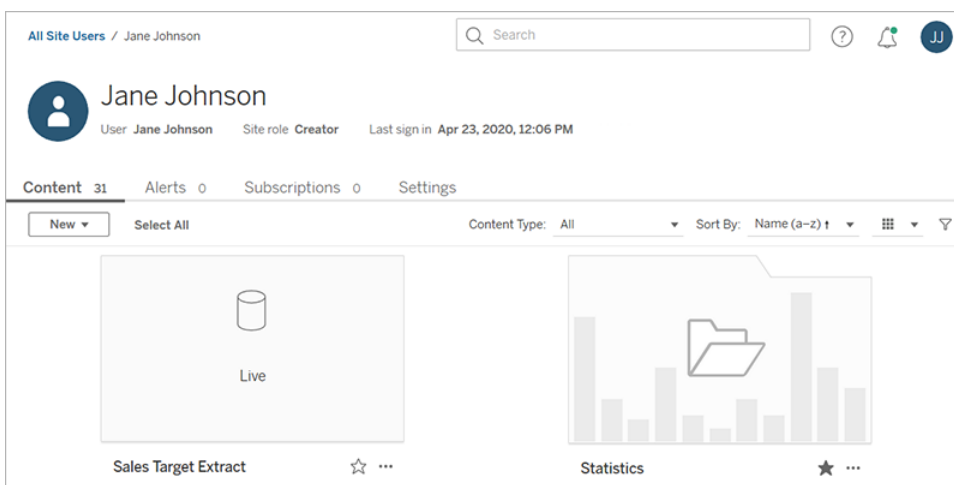 All Site Users / Jane Johnson
Search
?
JJ
Jane Johnson
User Jane Johnson Site role Creator Last sign in Apr 23, 2020, 12:06 PM
Content 31 Alerts 0 Subscriptions 0 Settings
New Select All Content Type: All Sort By: Name (a–z)
Live
Sales Target Extract
Statistics